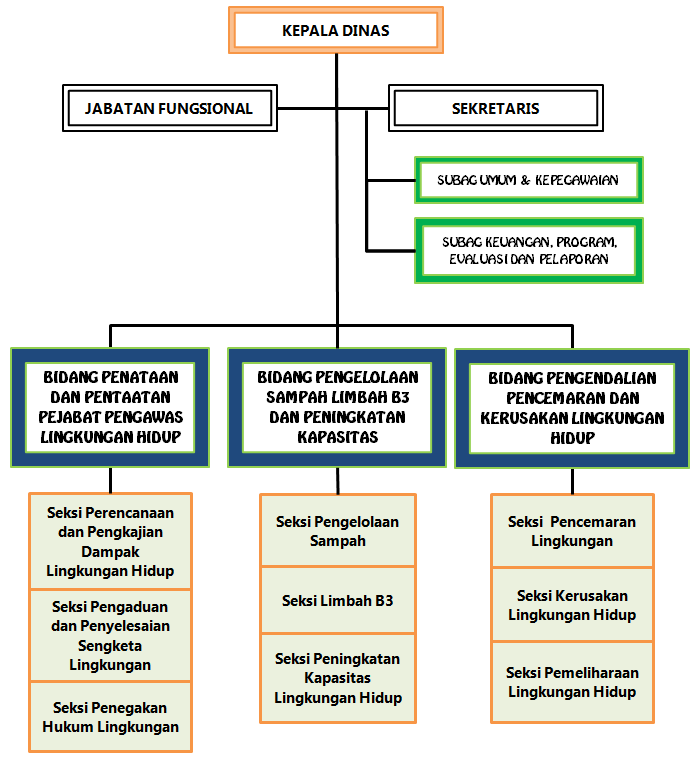 KEPALA DINAS
JABATAN FUNGSIONAL
SEKRETARIS
SUBAG UMUM & KEPEGAWAIAN
SUBAG KEUANGAN, PROGRAM,
EVALUASI DAN PELAPORAN
BIDANG PENATAAN
DAN PENTAATAN
PEJABAT PENGAWAS
LINGKUNGAN HIDUP
BIDANG PENGELOLAAN
SAMPAH LIMBAH B3
DAN PENINGKATAN
KAPASITAS
BIDANG PENGENDALIAN
PENCEMARAN DAN
KERUSAKAN LINGKUNGAN
HIDUP
Seksi Perencanaan
dan Pengkajian
Dampak
Lingkungan Hidup
Seksi Pengaduan
dan Penyelesaian
Sengketa
Lingkungan
Seksi Penegakan
Hukum Lingkungan
Seksi Pengelolaan
Sampah
Seksi Limbah B3
Seksi Peningkatan
Kapasitas
Lingkungan Hidup
Seksi Pencemaran
Lingkungan
Seksi Kerusakan
Lingkungan Hidup
Seksi Pemeliharaan
Lingkungan Hidup